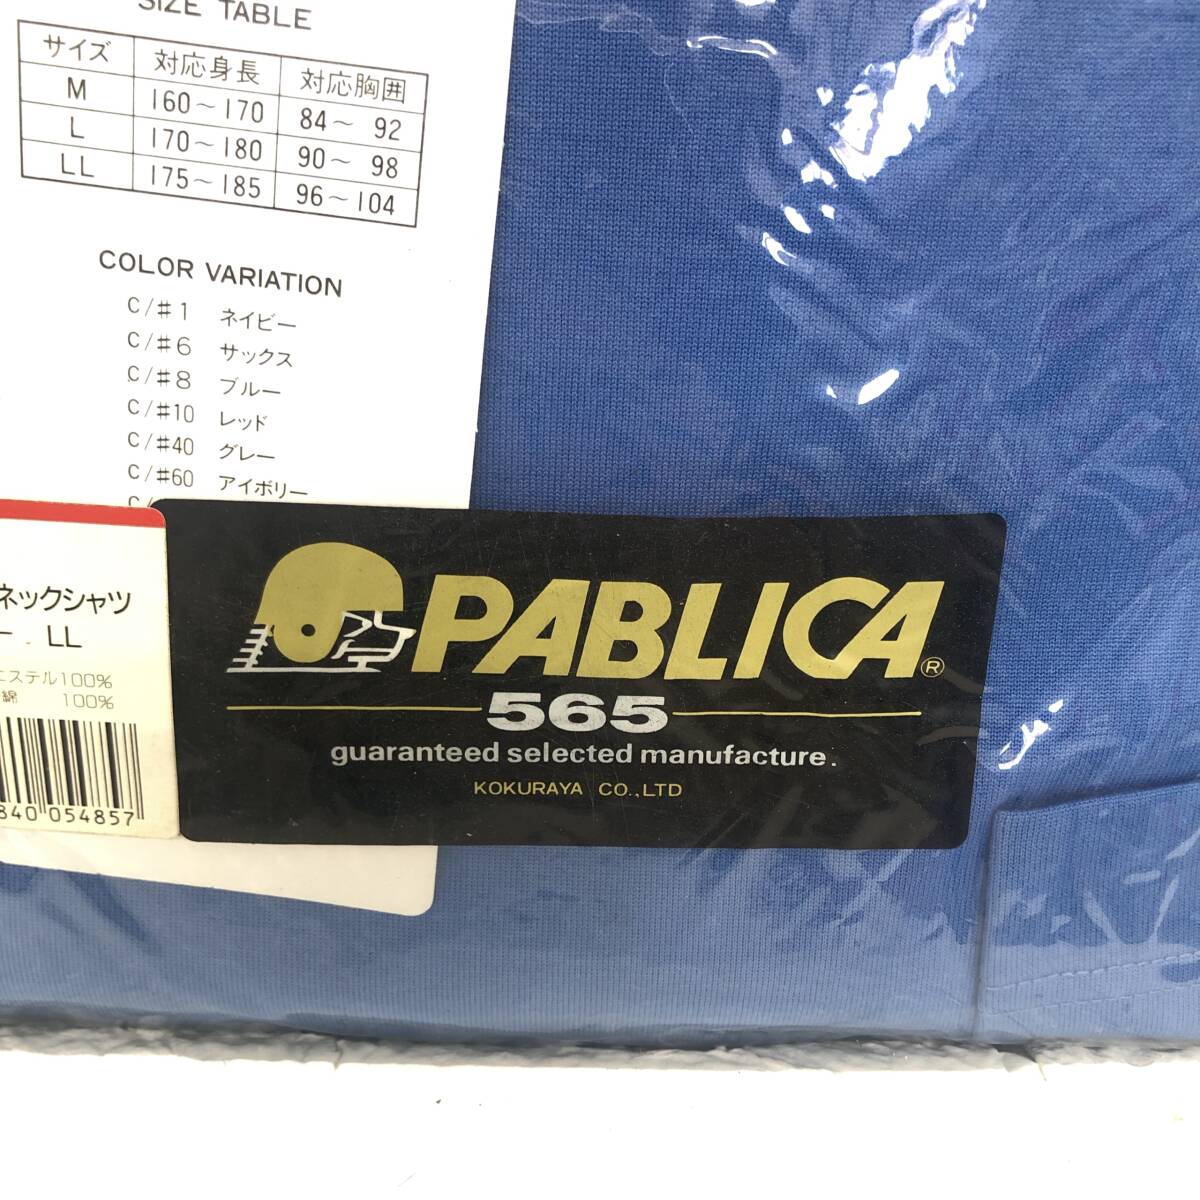 SIZE TABLE
サイズ 対応身長 対応胸囲
M 160～170 84～ 92
L 170～180 90～ 98
LL 175～185 96～104
COLOR VARIATION
C/#1 ネイビー
C/#6 サックス
C/#8 ブルー
C/#10 レッド
C/#40 グレー
C/#60 アイボリー
C/
ネックシャツ
ー . LL
エステル100%
綿 100%
840 054857
PABLICA®
565
guaranteed selected manufacture.
KOKURAYA CO.,LTD